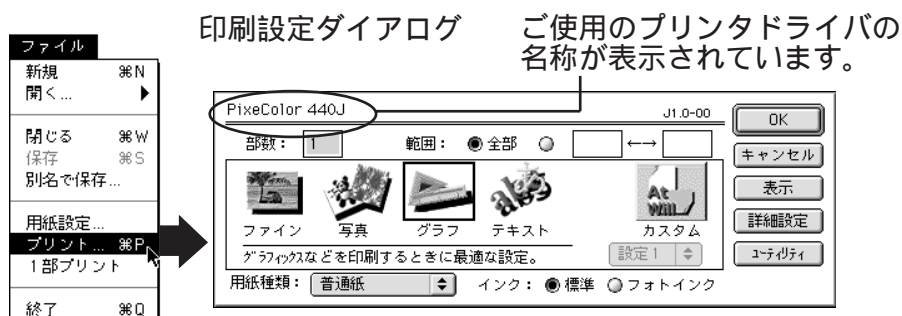 印刷設定ダイアログ
ご使用のプリンタドライバの
名称が表示されています。
ファイル
新規 ⌘N
開く...
閉じる ⌘W
保存 ⌘S
別名で保存...
用紙設定...
プリント... ⌘P
1部プリント
終了 ⌘Q
PixeColor 440J
J1.0-00
部数： 1
範囲： 全部
←→
ファイン
写真
グラフ
テキスト
At Will
カスタム
グラフィックスなどを印刷するときに最適な設定。
設定1
用紙種類： 普通紙
インク： 標準 フォトインク
OK
キャンセル
表示
詳細設定
ユーティリティ